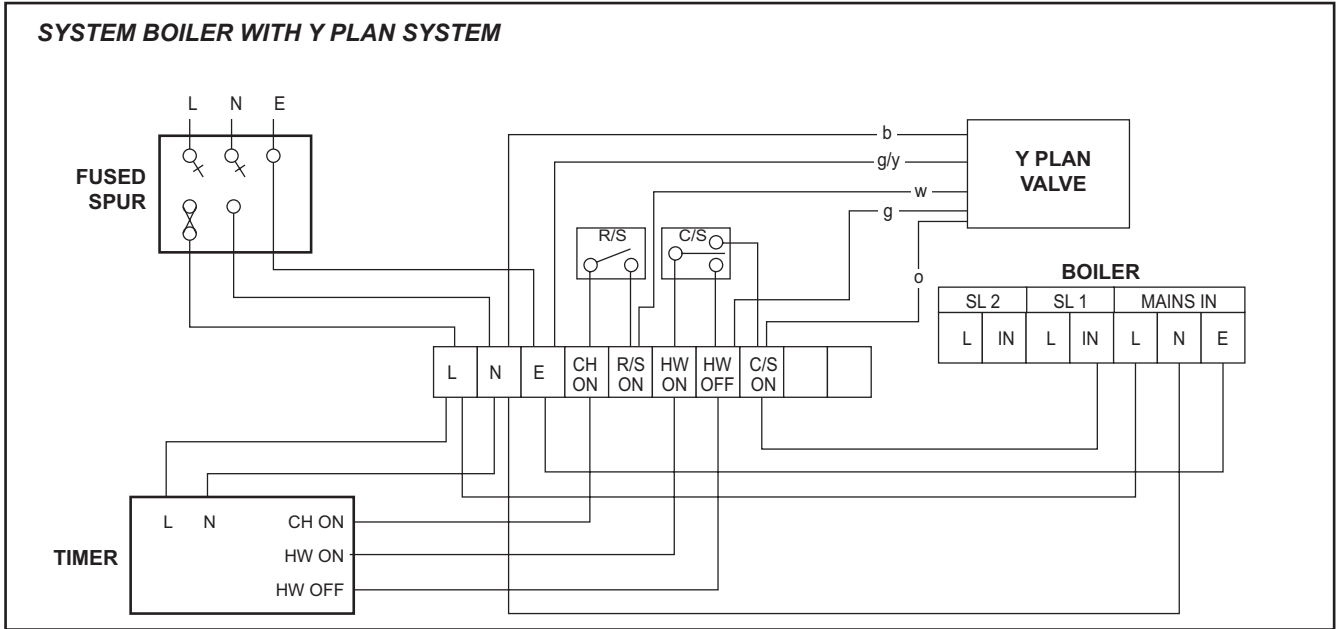 SYSTEM BOILER WITH Y PLAN SYSTEM
L N E
FUSED
SPUR
b
g/y
w
g
o
Y PLAN
VALVE
R/S
C/S
BOILER
SL 2 SL 1 MAINS IN
L IN L IN L N E
L N E CH ON R/S ON HW ON HW OFF C/S ON
TIMER
L N CH ON
HW ON
HW OFF